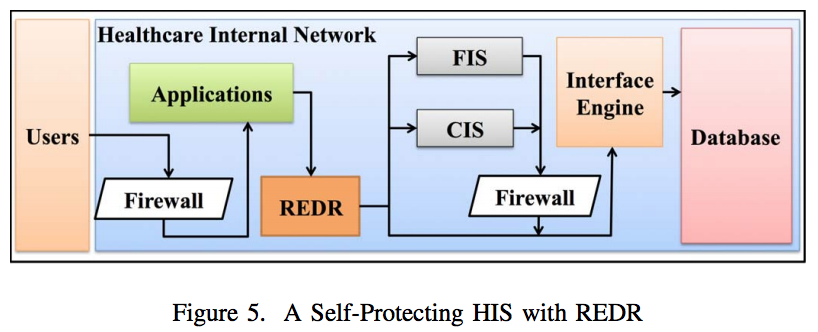 Healthcare Internal Network
Users
Applications
Firewall
REDR
FIS
CIS
Firewall
Interface
Engine
Database
Figure 5. A Self-Protecting HIS with REDR